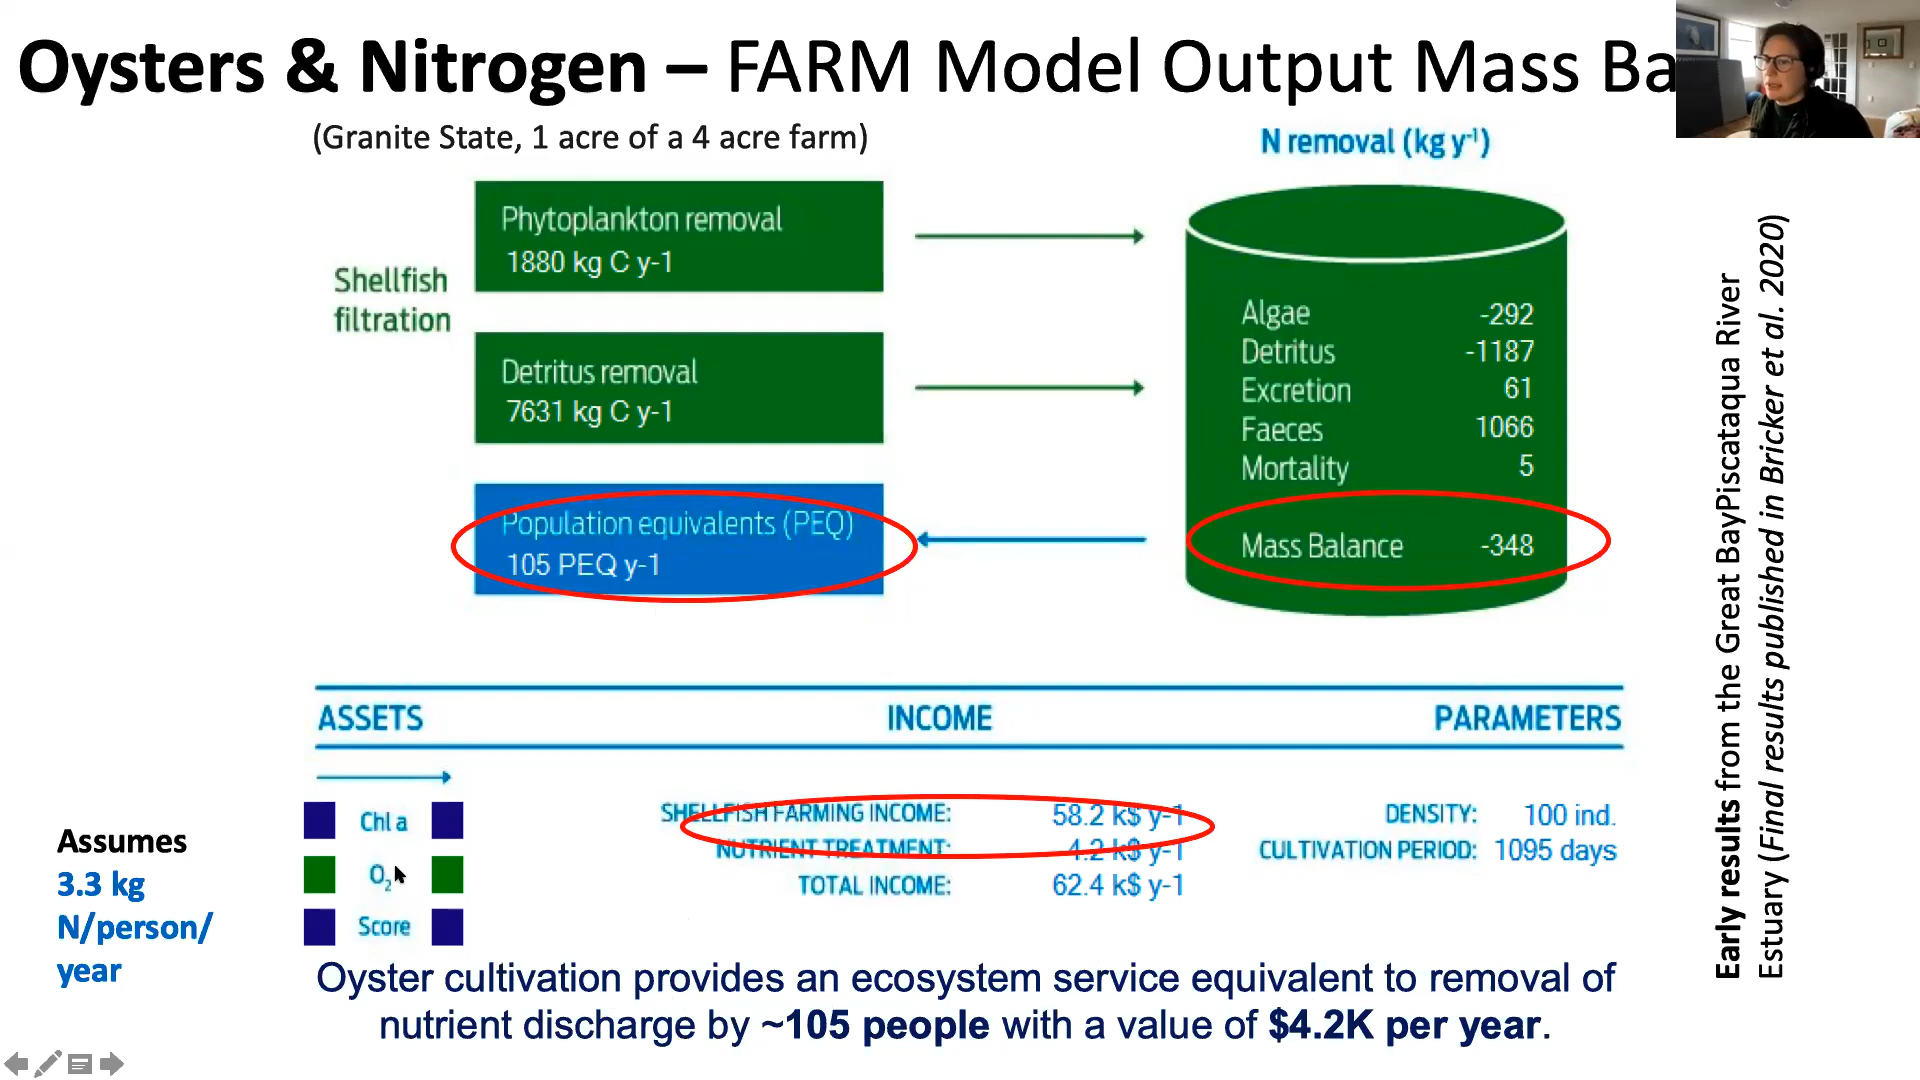 Oysters & Nitrogen – FARM Model Output Mass Ba
(Granite State, 1 acre of a 4 acre farm)
N removal (kg y-1)
Shellfish
filtration
Phytoplankton removal
1880 kg C y-1
Detritus removal
7631 kg C y-1
Population equivalents (PEQ)
105 PEQ y-1
Algae -292
Detritus -1187
Excretion 61
Faeces 1066
Mortality 5
Mass Balance -348
ASSETS INCOME PARAMETERS
Chl a
O2
Score
SHELLFISH FARMING INCOME: 58.2 k$ y-1
NUTRIENT TREATMENT: 4.2 k$ y-1
TOTAL INCOME: 62.4 k$ y-1
DENSITY: 100 ind.
CULTIVATION PERIOD: 1095 days
Assumes
3.3 kg
N/person/
year
Oyster cultivation provides an ecosystem service equivalent to removal of
nutrient discharge by ~105 people with a value of $4.2K per year.
Early results from the Great BayPiscataqua River
Estuary (Final results published in Bricker et al. 2020)